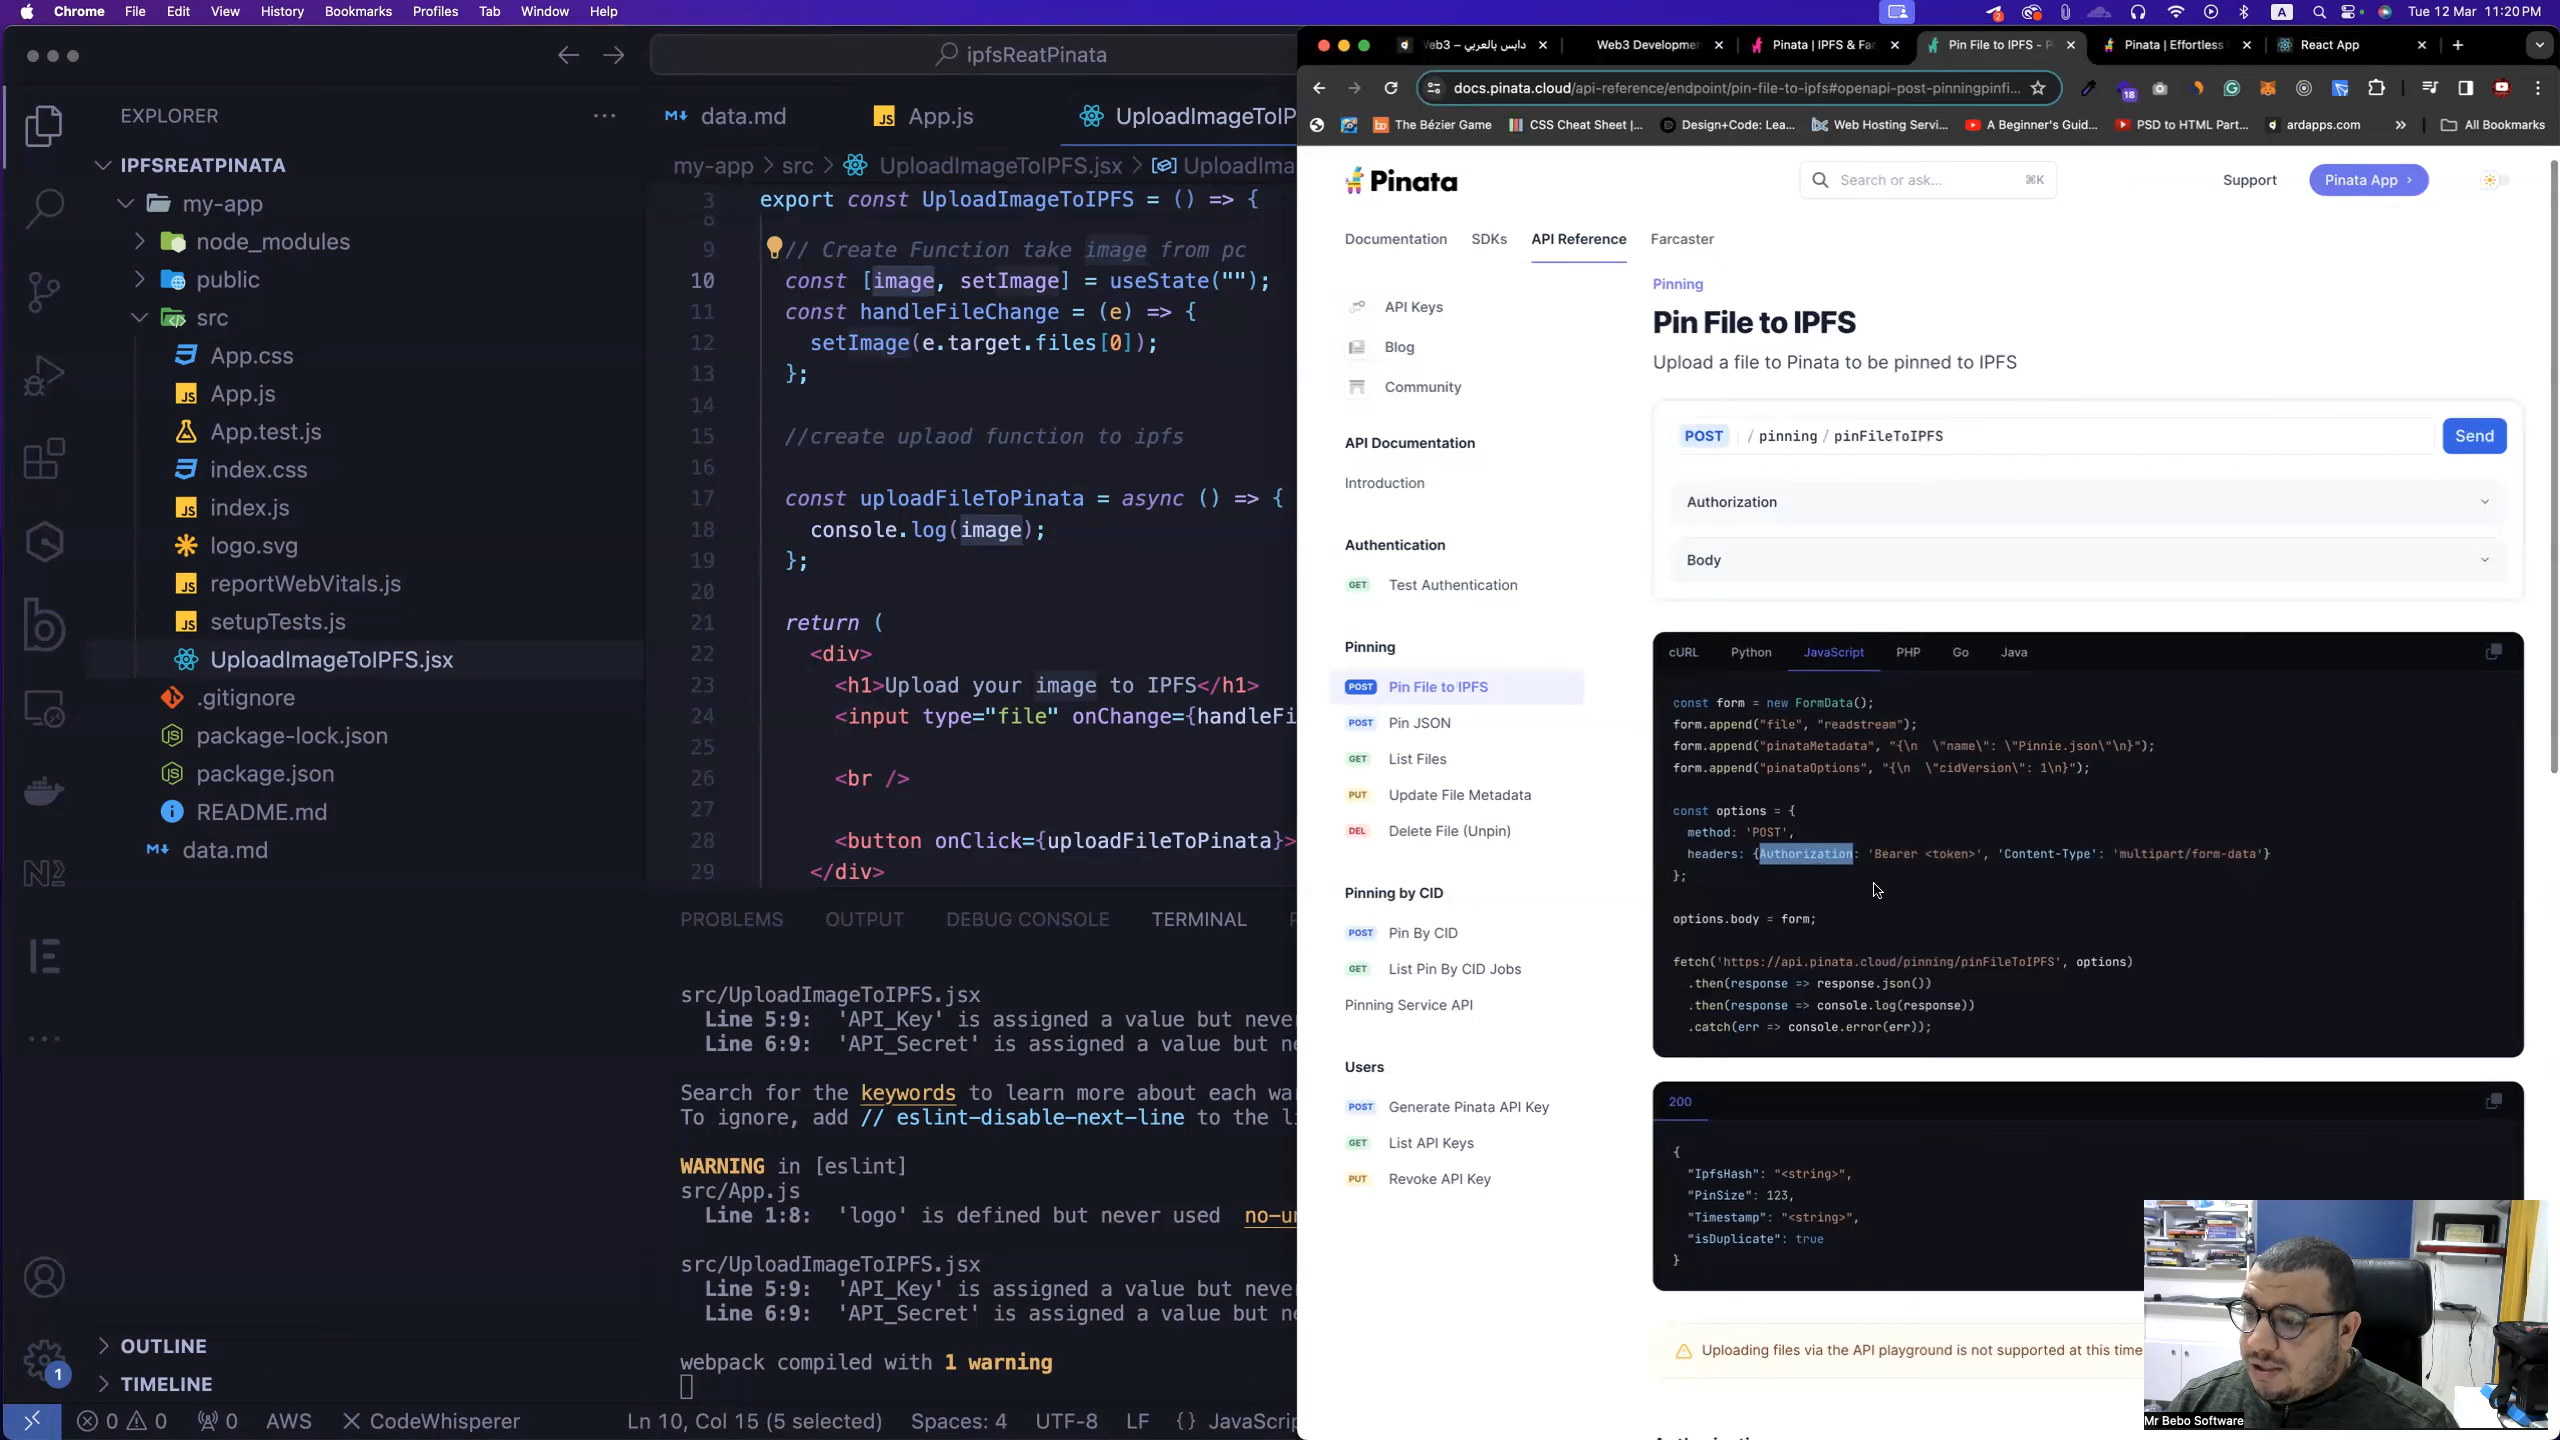 Chrome File Edit View History Bookmarks Profiles Tab Window Help
2
A
Tue 12 Mar 11:20 PM
ipfsReatPinata
EXPLORER
IPFSREATPINATA
my-app
node_modules
public
src
App.css
App.js
App.test.js
index.css
index.js
logo.svg
reportWebVitals.js
setupTests.js
UploadImageToIPFS.jsx
.gitignore
package-lock.json
package.json
README.md
data.md
OUTLINE
TIMELINE
1
data.md App.js UploadImageToIP
my-app > src > UploadImageToIPFS.jsx > UploadIma
3 export const UploadImageToIPFS = () => {
8
9 // Create Function take image from pc
10 const [image, setImage] = useState("");
11 const handleFileChange = (e) => {
12 setImage(e.target.files[0]);
13 };
14
15 //create uplaod function to ipfs
16
17 const uploadFileToPinata = async () => {
18 console.log(image);
19 };
20
21 return (
22 <div>
23 <h1>Upload your image to IPFS</h1>
24 <input type="file" onChange={handleFi
25
26 <br />
27
28 <button onClick={uploadFileToPinata}>
29 </div>
PROBLEMS OUTPUT DEBUG CONSOLE TERMINAL
src/UploadImageToIPFS.jsx
Line 5:9: 'API_Key' is assigned a value but neve
Line 6:9: 'API_Secret' is assigned a value but ne
Search for the keywords to learn more about each wa
To ignore, add // eslint-disable-next-line to the li
WARNING in [eslint]
src/App.js
Line 1:8: 'logo' is defined but never used no-un
src/UploadImageToIPFS.jsx
Line 5:9: 'API_Key' is assigned a value but neve
Line 6:9: 'API_Secret' is assigned a value but ne
webpack compiled with 1 warning
0 0 0 AWS CodeWhisperer Ln 10, Col 15 (5 selected) Spaces: 4 UTF-8 LF {} JavaScrip
دابس بالعربي – Web3 Developmen Pinata | IPFS & Far Pin File to IPFS - P Pinata | Effortless React App
docs.pinata.cloud/api-reference/endpoint/pin-file-to-ipfs#openapi-post-pinningpinfi...
18
The Bézier Game CSS Cheat Sheet |... Design+Code: Lea... Web Hosting Servi... A Beginner's Guid... PSD to HTML Part... ardapps.com » All Bookmarks
Pinata
Search or ask... ⌘K
Support
Pinata App ›
Documentation SDKs API Reference Farcaster
API Keys
Blog
Community
API Documentation
Introduction
Authentication
GET Test Authentication
Pinning
POST Pin File to IPFS
POST Pin JSON
GET List Files
PUT Update File Metadata
DEL Delete File (Unpin)
Pinning by CID
POST Pin By CID
GET List Pin By CID Jobs
Pinning Service API
Users
POST Generate Pinata API Key
GET List API Keys
PUT Revoke API Key
Pinning
Pin File to IPFS
Upload a file to Pinata to be pinned to IPFS
POST / pinning / pinFileToIPFS Send
Authorization
Body
cURL Python JavaScript PHP Go Java
const form = new FormData();
form.append("file", "readstream");
form.append("pinataMetadata", "{\n \"name\": \"Pinnie.json\"\n}");
form.append("pinataOptions", "{\n \"cidVersion\": 1\n}");
const options = {
method: 'POST',
headers: {Authorization: 'Bearer <token>', 'Content-Type': 'multipart/form-data'}
};
options.body = form;
fetch('https://api.pinata.cloud/pinning/pinFileToIPFS', options)
.then(response => response.json())
.then(response => console.log(response))
.catch(err => console.error(err));
200
{
"IpfsHash": "<string>",
"PinSize": 123,
"Timestamp": "<string>",
"isDuplicate": true
}
Uploading files via the API playground is not supported at this time
Mr Bebo Software